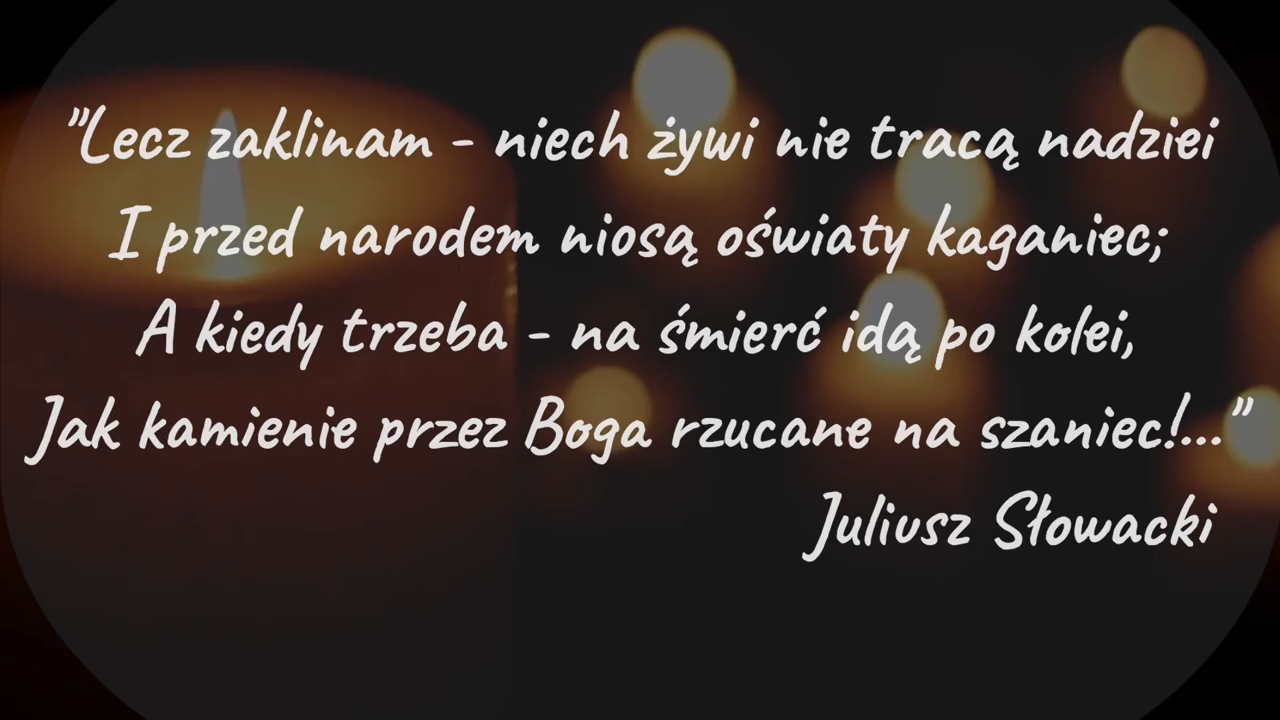 "Lecz zaklinam - niech żywi nie tracą nadziei
I przed narodem niosą oświaty kaganiec;
A kiedy trzeba - na śmierć idą po kolei,
Jak kamienie przez Boga rzucane na szaniec!..."
Juliusz Słowacki